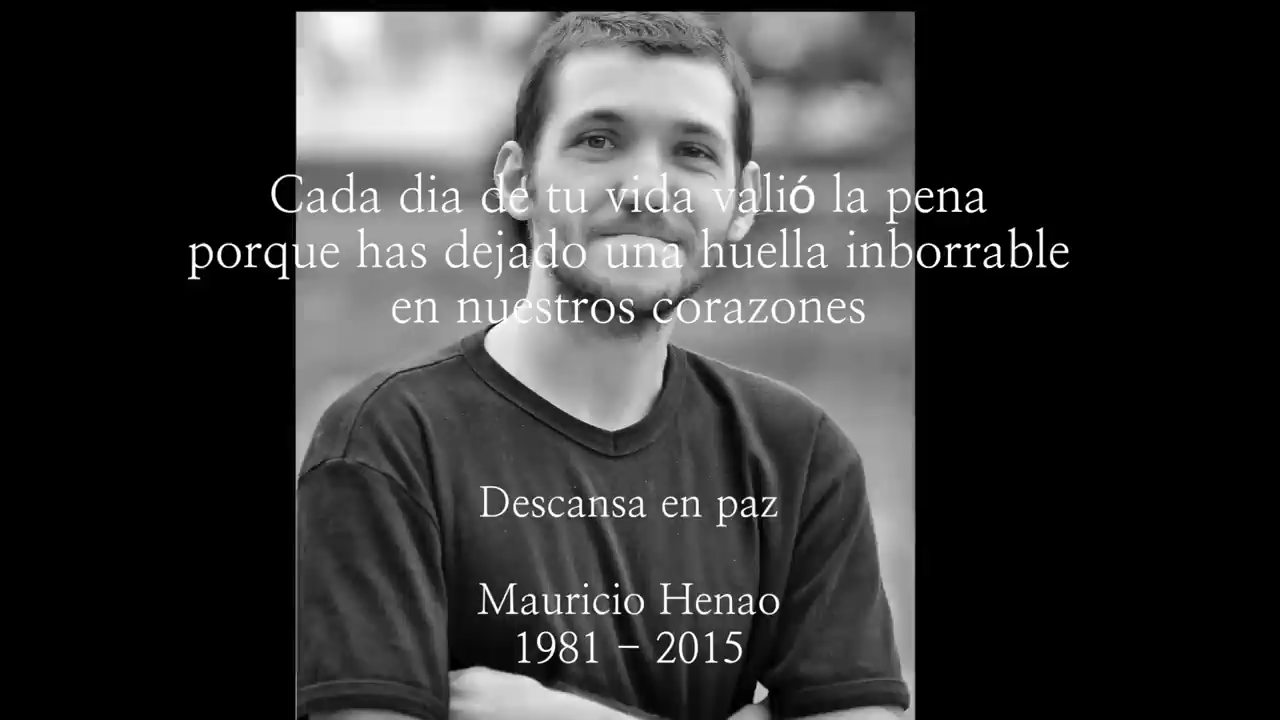 Cada dia de tu vida valió la pena
porque has dejado una huella inborrable
en nuestros corazones
Descansa en paz
Mauricio Henao
1981 - 2015